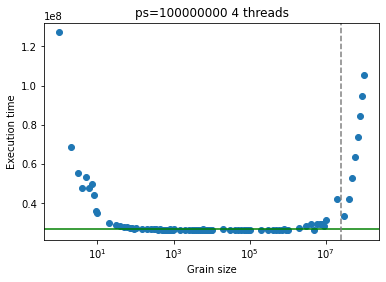 ps=100000000 4 threads
1e8
1.2
1.0
0.8
0.6
0.4
Execution time
10¹
10³
10⁵
10⁷
Grain size